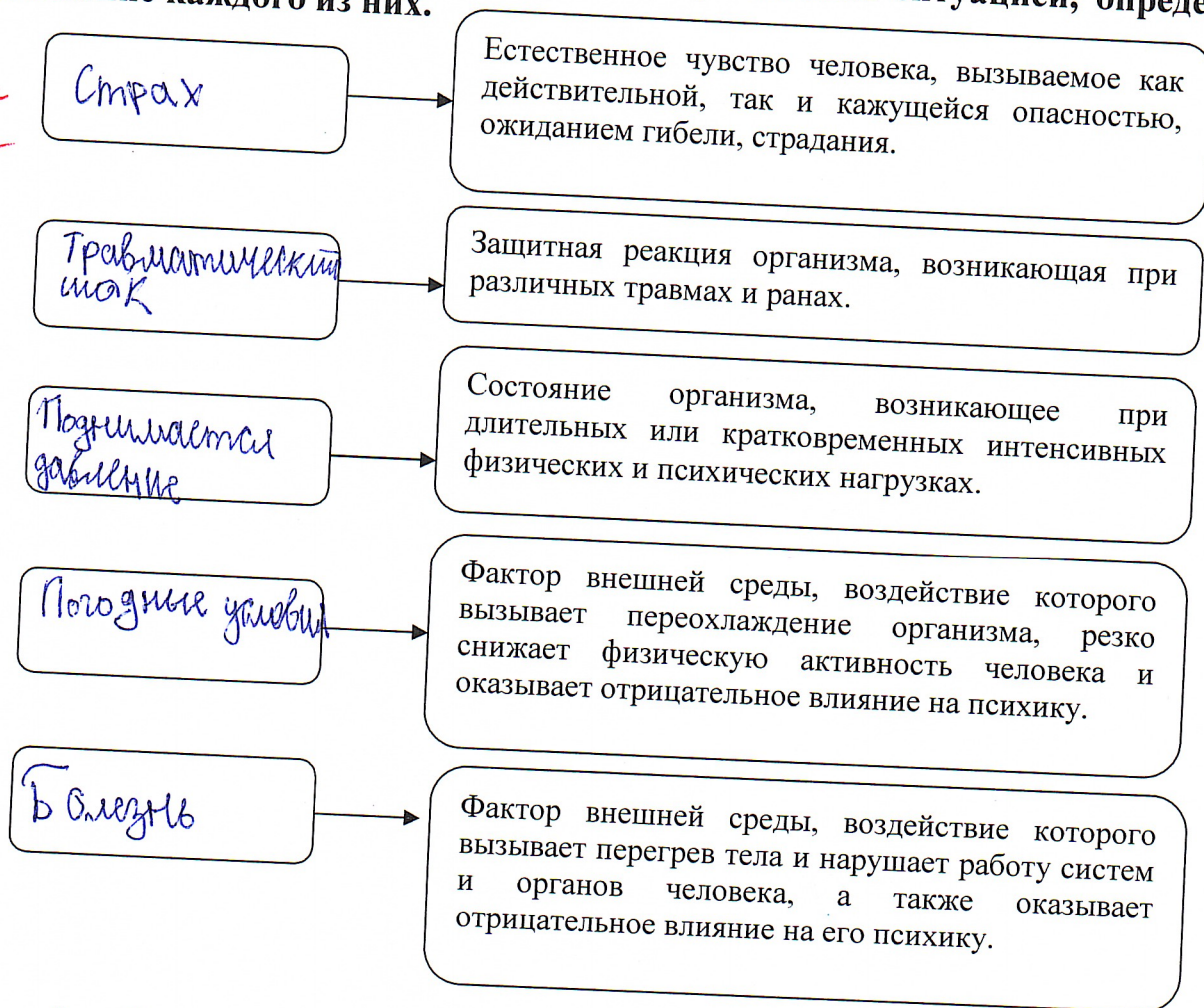 каждого из них.
Страх
Естественное чувство человека, вызываемое как
действительной, так и кажущейся опасностью,
ожиданием гибели, страдания.
Травматический
шок
Защитная реакция организма, возникающая при
различных травмах и ранах.
Поднимается
давление
Состояние организма, возникающее при
длительных или кратковременных интенсивных
физических и психических нагрузках.
Погодные условия
Фактор внешней среды, воздействие которого
вызывает переохлаждение организма, резко
снижает физическую активность человека и
оказывает отрицательное влияние на психику.
Болезнь
Фактор внешней среды, воздействие которого
вызывает перегрев тела и нарушает работу систем
и органов человека, а также оказывает
отрицательное влияние на его психику.